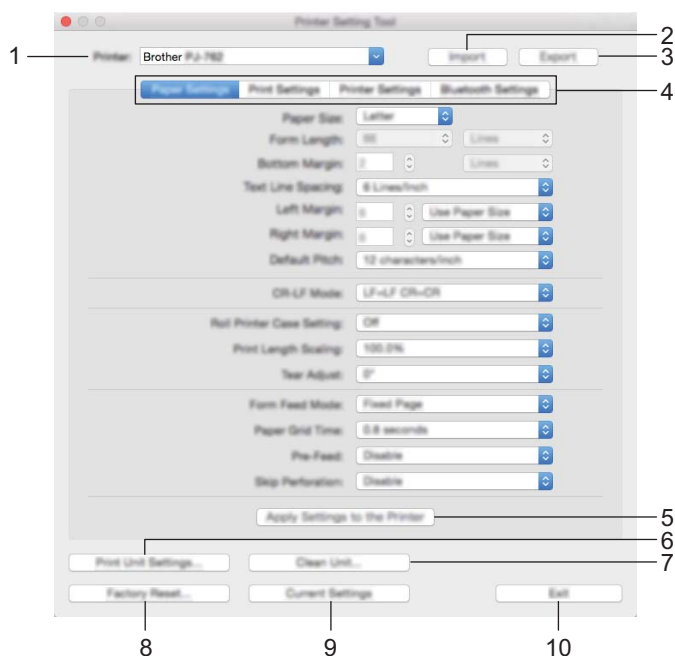 Printer Setting Tool
2
1 Printer: Brother PJ-762 Import Export 3
Paper Settings Print Settings Printer Settings Bluetooth Settings 4
Paper Size: Letter
Form Length: 66 Lines
Bottom Margin: 2 Lines
Text Line Spacing: 6 Lines/Inch
Left Margin: 6 Use Paper Size
Right Margin: 6 Use Paper Size
Default Pitch: 12 characters/inch
CR-LF Mode: LF=LF CR=CR
Roll Printer Case Setting: Off
Print Length Scaling: 100.0%
Tear Adjust: 0"
Form Feed Mode: Fixed Page
Paper Grid Time: 0.8 seconds
Pre-Feed: Disable
Skip Perforation: Disable
Apply Settings to the Printer 5
6
Print Unit Settings... Clean Unit... 7
Factory Reset... Current Settings Exit
8 9 10